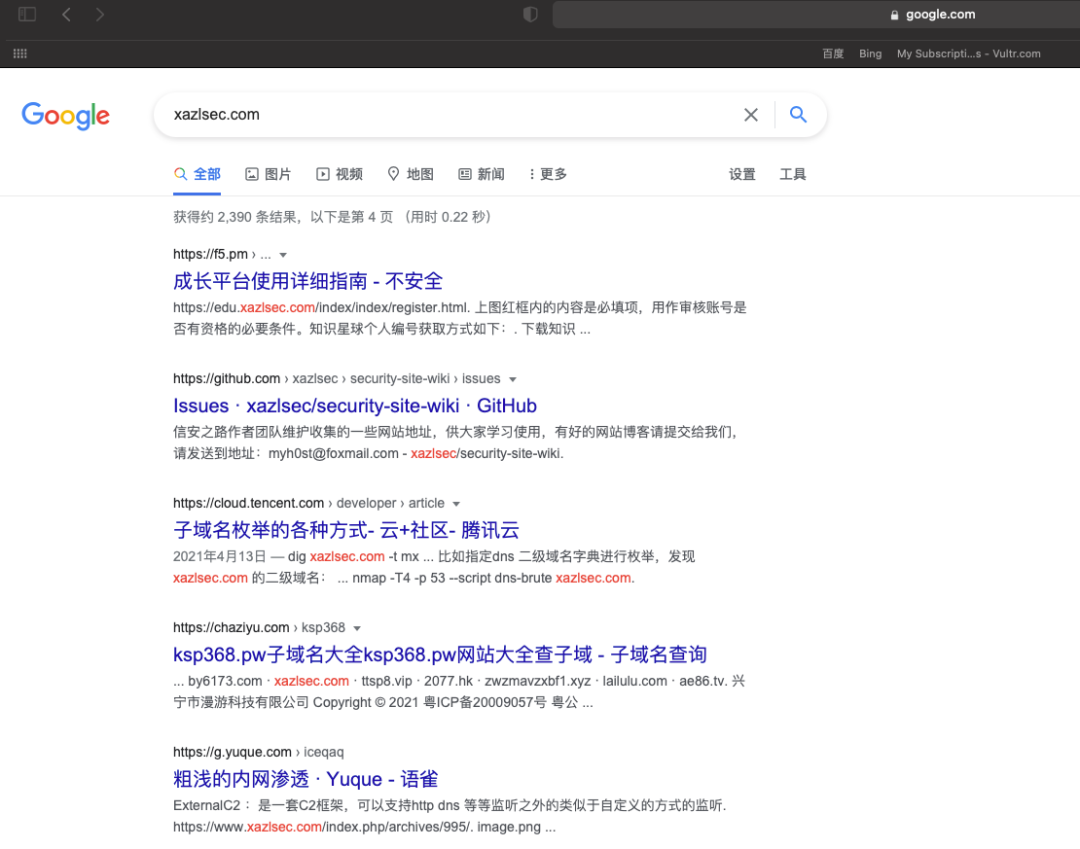 google.com
百度 Bing My Subscripti...s - Vultr.com
Google xazlsec.com
全部 图片 视频 地图 新闻 更多 设置 工具
获得约 2,390 条结果，以下是第 4 页 （用时 0.22 秒）
https://f5.pm › ...
成长平台使用详细指南 - 不安全
https://edu.xazlsec.com/index/index/register.html. 上图红框内的内容是必填项，用作审核账号是
否有资格的必要条件。知识星球个人编号获取方式如下：. 下载知识 ...
https://github.com › xazlsec › security-site-wiki › issues
Issues · xazlsec/security-site-wiki · GitHub
信安之路作者团队维护收集的一些网站地址，供大家学习使用，有好的网站博客请提交给我们，
请发送到地址：myh0st@foxmail.com - xazlsec/security-site-wiki.
https://cloud.tencent.com › developer › article
子域名枚举的各种方式- 云+社区- 腾讯云
2021年4月13日 — dig xazlsec.com -t mx ... 比如指定dns 二级域名字典进行枚举，发现
xazlsec.com 的二级域名： ... nmap -T4 -p 53 --script dns-brute xazlsec.com.
https://chaziyu.com › ksp368
ksp368.pw子域名大全ksp368.pw网站大全查子域 - 子域名查询
... by6173.com · xazlsec.com · ttsp8.vip · 2077.hk · zwzmavzxbf1.xyz · lailulu.com · ae86.tv. 兴
宁市漫游科技有限公司 Copyright © 2021 粤ICP备20009057号 粤公 ...
https://g.yuque.com › iceqaq
粗浅的内网渗透 · Yuque - 语雀
ExternalC2 ：是一套C2框架，可以支持http dns 等等监听之外的类似于自定义的方式的监听.
https://www.xazlsec.com/index.php/archives/995/. image.png ...